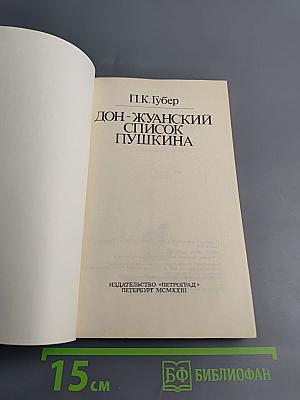 П.К.Губер
ДОН-ЖУАНСКИЙ
СПИСОК
ПУШКИНА
ИЗДАТЕЛЬСТВО «ПЕТРОГРАД»
ПЕТЕРБУРГ MCMXXIII
15 см
БФ БИБЛИОФАН